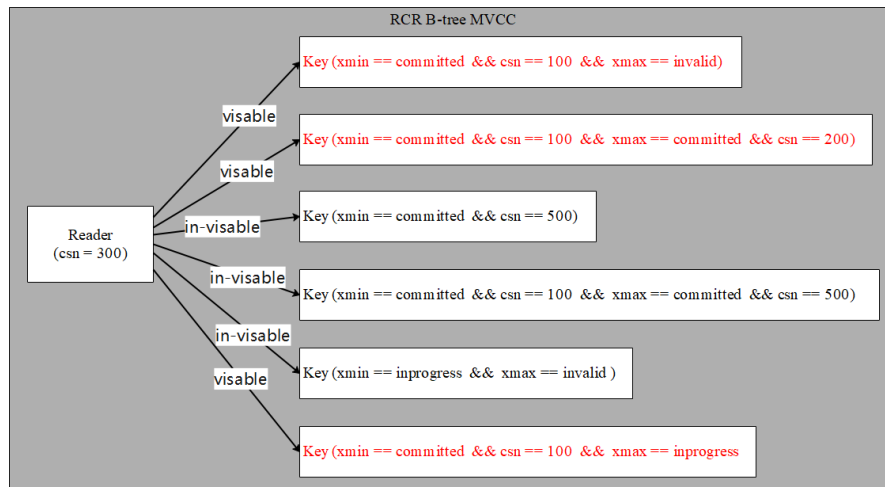 RCR B-tree MVCC
Key (xmin == committed && csn == 100 && xmax == invalid)
visable
Key (xmin == committed && csn == 100 && xmax == committed && csn == 200)
visable
Key (xmin == committed && csn == 500)
in-visable
Reader
(csn = 300)
in-visable
Key (xmin == committed && csn == 100 && xmax == committed && csn == 500)
in-visable
Key (xmin == inprogress && xmax == invalid )
visable
Key (xmin == committed && csn == 100 && xmax == inprogress